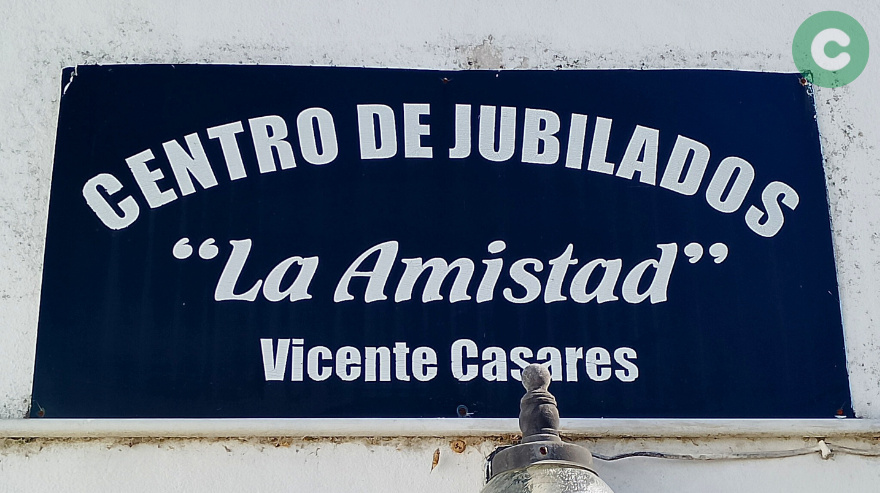 C
CENTRO DE JUBILADOS
“La Amistad”
Vicente Casares